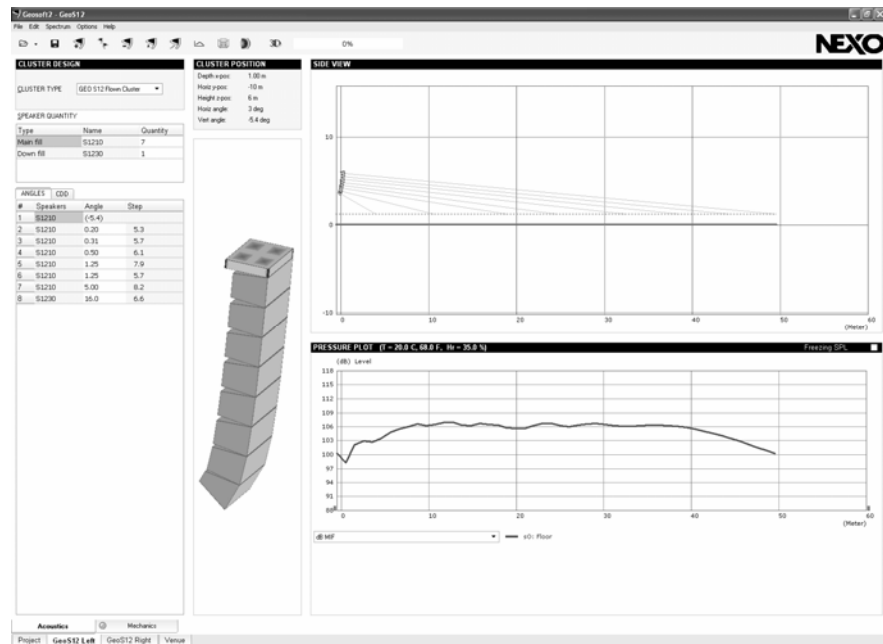 Geosoft2 - GeoS12
File Edit Spectrum Options Help
3D 0%
NEXO
CLUSTER DESIGN
CLUSTER TYPE GEO S12 Flown Cluster
SPEAKER QUANTITY
Type Name Quantity
Main fill S1210 7
Down fill S1230 1
ANGLES CDD
# Speakers Angle Step
1 S1210 (-5.4)
2 S1210 0.20 5.3
3 S1210 0.31 5.7
4 S1210 0.50 6.1
5 S1210 1.25 7.9
6 S1210 1.25 5.7
7 S1210 5.00 8.2
8 S1230 16.0 6.6
CLUSTER POSITION
Depth x-pos: 1.00 m
Horiz y-pos: -10 m
Height z-pos: 6 m
Horiz angle: 3 deg
Vert angle: -5.4 deg
SIDE VIEW
10
0
-10
0 10 20 30 40 50 60
(Meter)
PRESSURE PLOT (T = 20.0 C, 68.0 F, Hr = 35.0 %) Freezing SPL
(dB) Level
118
115
112
109
106
103
100
97
94
91
88
0 10 20 30 40 50 60
(Meter)
dB MIF s0: Floor
Acoustics Mechanics
Project GeoS12 Left GeoS12 Right Venue